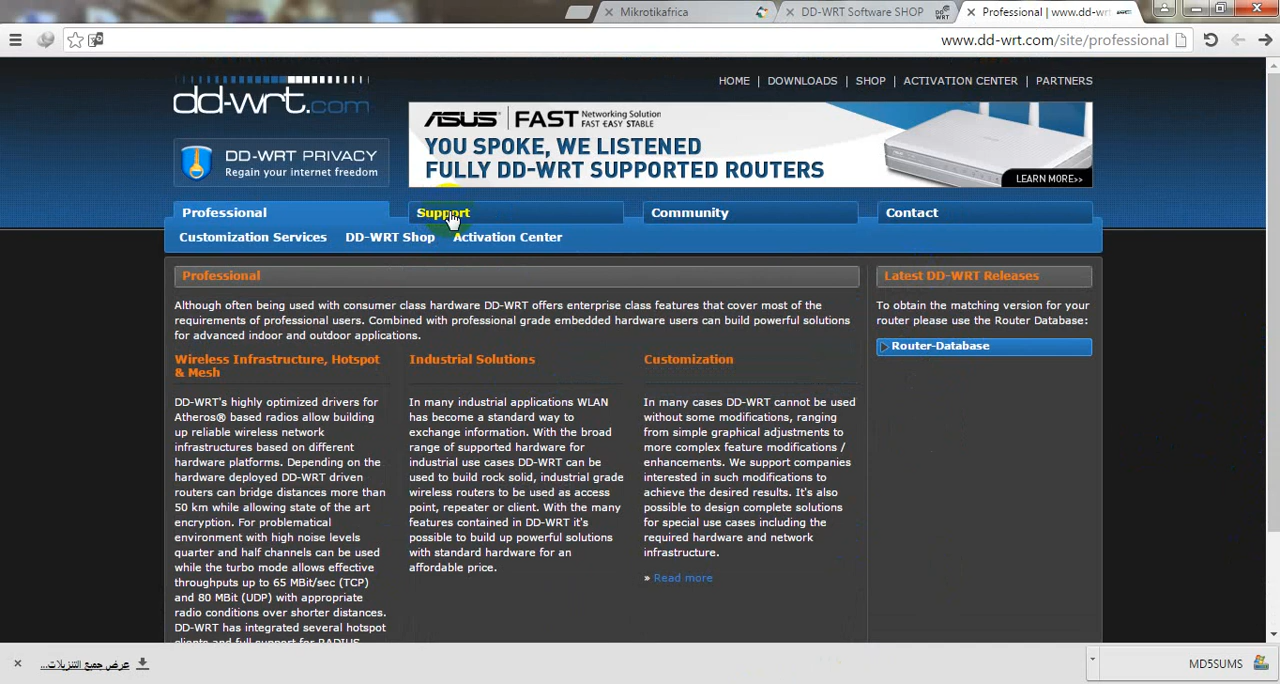 Mikrotikafrica
DD-WRT Software SHOP
Professional | www.dd-wr
www.dd-wrt.com/site/professional
dd-wrt.com
HOME | DOWNLOADS | SHOP | ACTIVATION CENTER | PARTNERS
ASUS FAST Networking Solution
FAST EASY STABLE
YOU SPOKE, WE LISTENED
FULLY DD-WRT SUPPORTED ROUTERS
LEARN MORE>>
DD-WRT PRIVACY
Regain your internet freedom
Professional
Support
Community
Contact
Customization Services
DD-WRT Shop
Activation Center
Professional
Although often being used with consumer class hardware DD-WRT offers enterprise class features that cover most of the
requirements of professional users. Combined with professional grade embedded hardware users can build powerful solutions
for advanced indoor and outdoor applications.
Wireless Infrastructure, Hotspot
& Mesh
DD-WRT's highly optimized drivers for
Atheros® based radios allow building
up reliable wireless network
infrastructures based on different
hardware platforms. Depending on the
hardware deployed DD-WRT driven
routers can bridge distances more than
50 km while allowing state of the art
encryption. For problematical
environment with high noise levels
quarter and half channels can be used
while the turbo mode allows effective
throughputs up to 65 MBit/sec (TCP)
and 80 MBit (UDP) with appropriate
radio conditions over shorter distances.
DD-WRT has integrated several hotspot
clients and full support for RADIUS
Industrial Solutions
In many industrial applications WLAN
has become a standard way to
exchange information. With the broad
range of supported hardware for
industrial use cases DD-WRT can be
used to build rock solid, industrial grade
wireless routers to be used as access
point, repeater or client. With the many
features contained in DD-WRT it's
possible to build up powerful solutions
with standard hardware for an
affordable price.
Customization
In many cases DD-WRT cannot be used
without some modifications, ranging
from simple graphical adjustments to
more complex feature modifications /
enhancements. We support companies
interested in such modifications to
achieve the desired results. It's also
possible to design complete solutions
for special use cases including the
required hardware and network
infrastructure.
» Read more
Latest DD-WRT Releases
To obtain the matching version for your
router please use the Router Database:
Router-Database
عرض جميع التنزيلات...
MD5SUMS